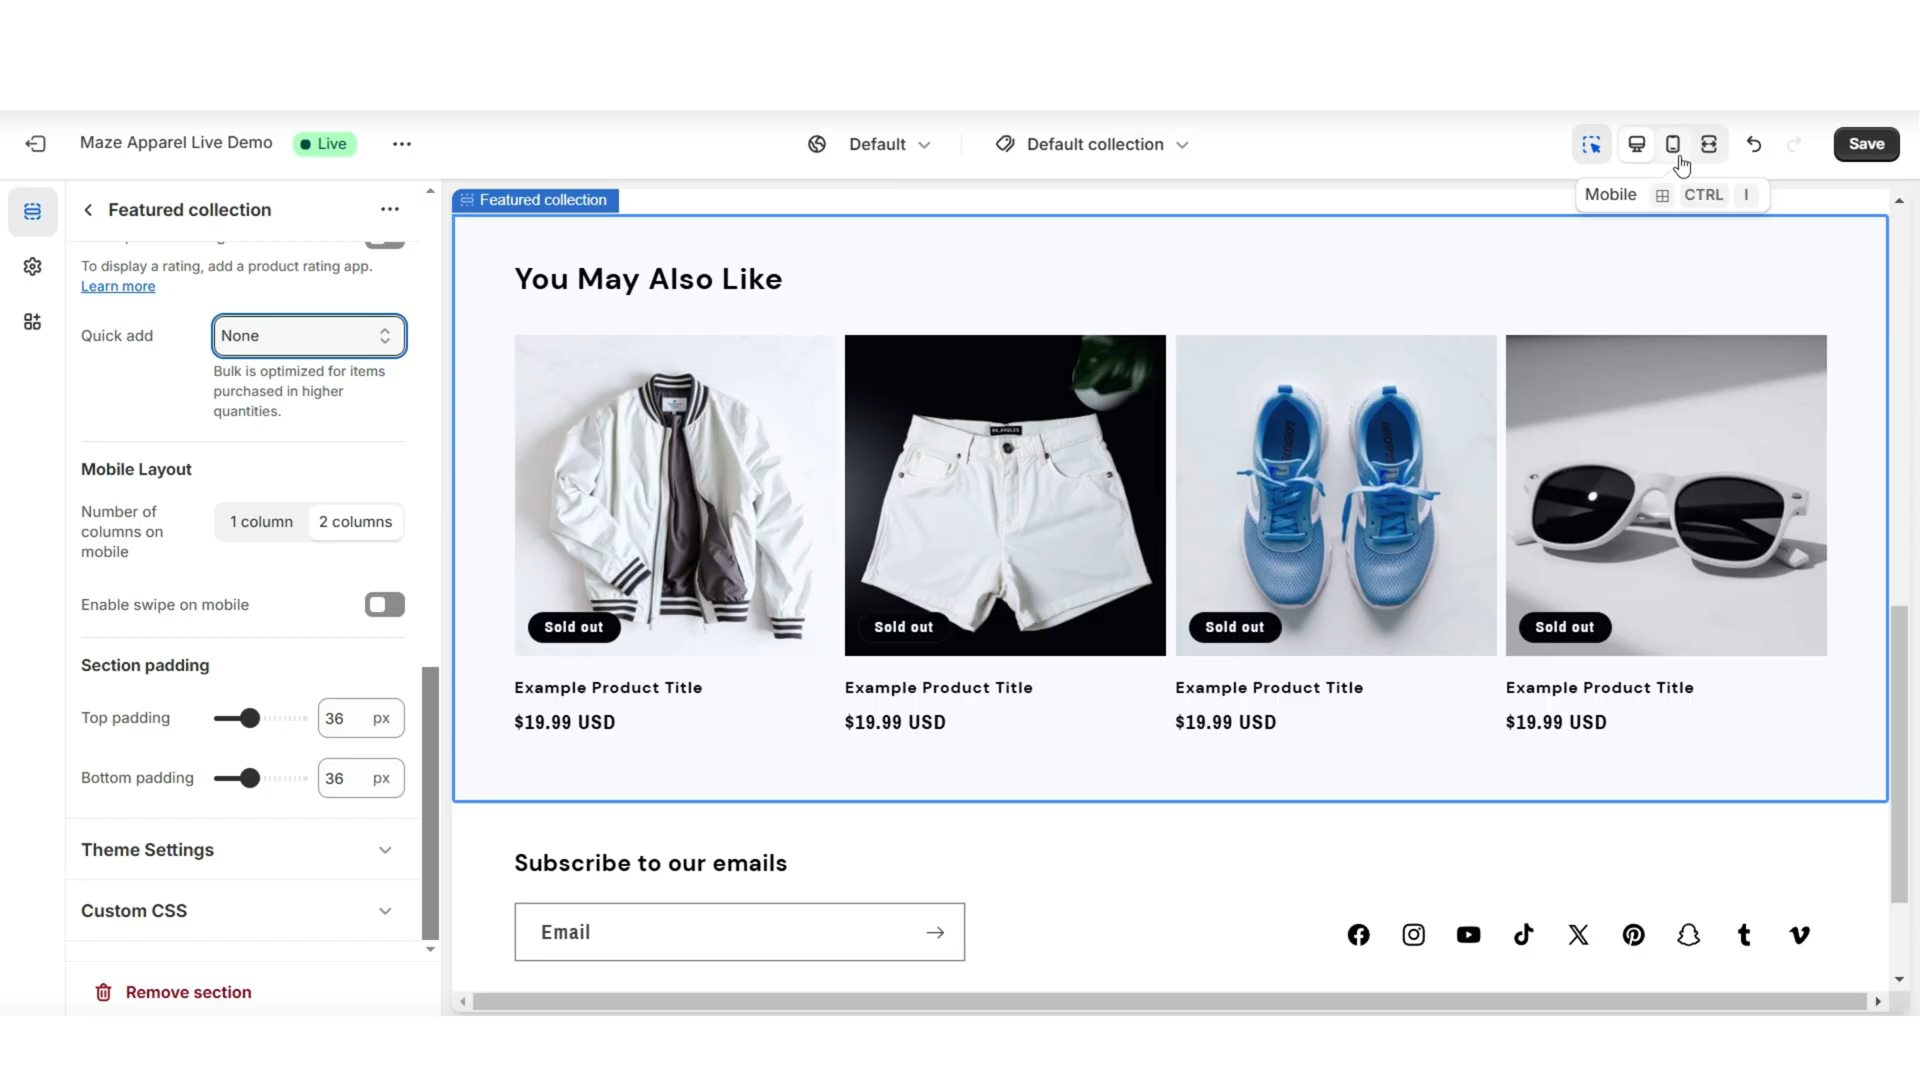 Maze Apparel Live Demo
Live
Default
Default collection
Save
Mobile CTRL I
Featured collection
To display a rating, add a product rating app.
Learn more
Quick add
None
Bulk is optimized for items
purchased in higher
quantities.
Mobile Layout
Number of
columns on
mobile
1 column
2 columns
Enable swipe on mobile
Section padding
Top padding
36 px
Bottom padding
36 px
Theme Settings
Custom CSS
Remove section
Featured collection
You May Also Like
Sold out
Sold out
Sold out
Sold out
Example Product Title
Example Product Title
Example Product Title
Example Product Title
$19.99 USD
$19.99 USD
$19.99 USD
$19.99 USD
Subscribe to our emails
Email